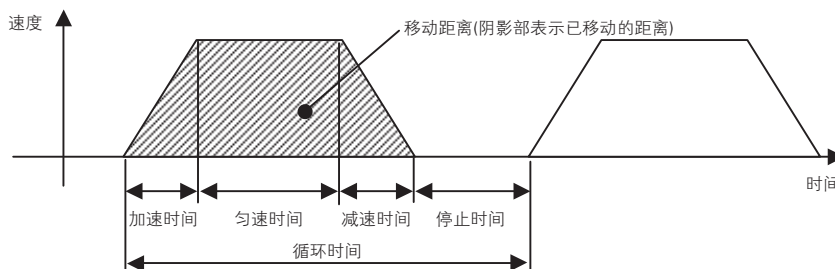 速度
移动距离(阴影部表示已移动的距离)
时间
加速时间
匀速时间
减速时间
停止时间
循环时间